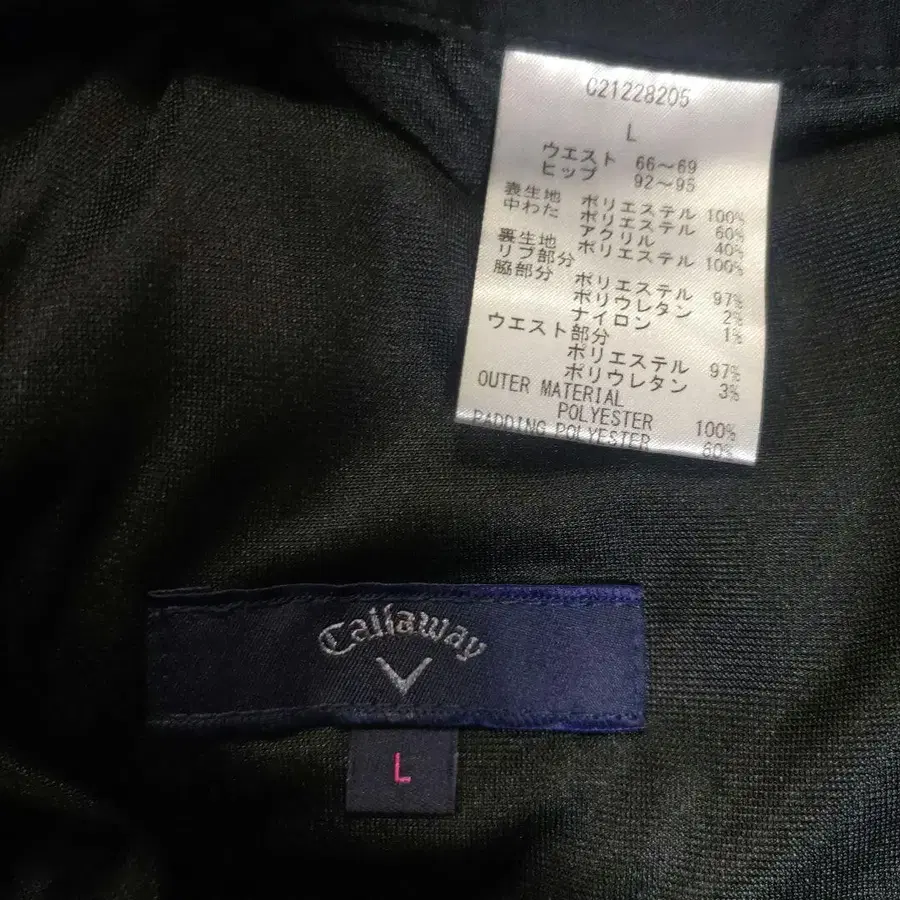 C21228205
L
ウエスト 66〜69
ヒップ 92〜95
表生地 ポリエステル 100%
中わた ポリエステル 60%
アクリル 40%
裏生地 ポリエステル 100%
リブ部分
脇部分 ポリエステル 97%
ポリウレタン 2%
ナイロン 1%
ウエスト部分
ポリエステル 97%
ポリウレタン 3%
OUTER MATERIAL
POLYESTER 100%
PADDING POLYESTER 60%
Callaway
L